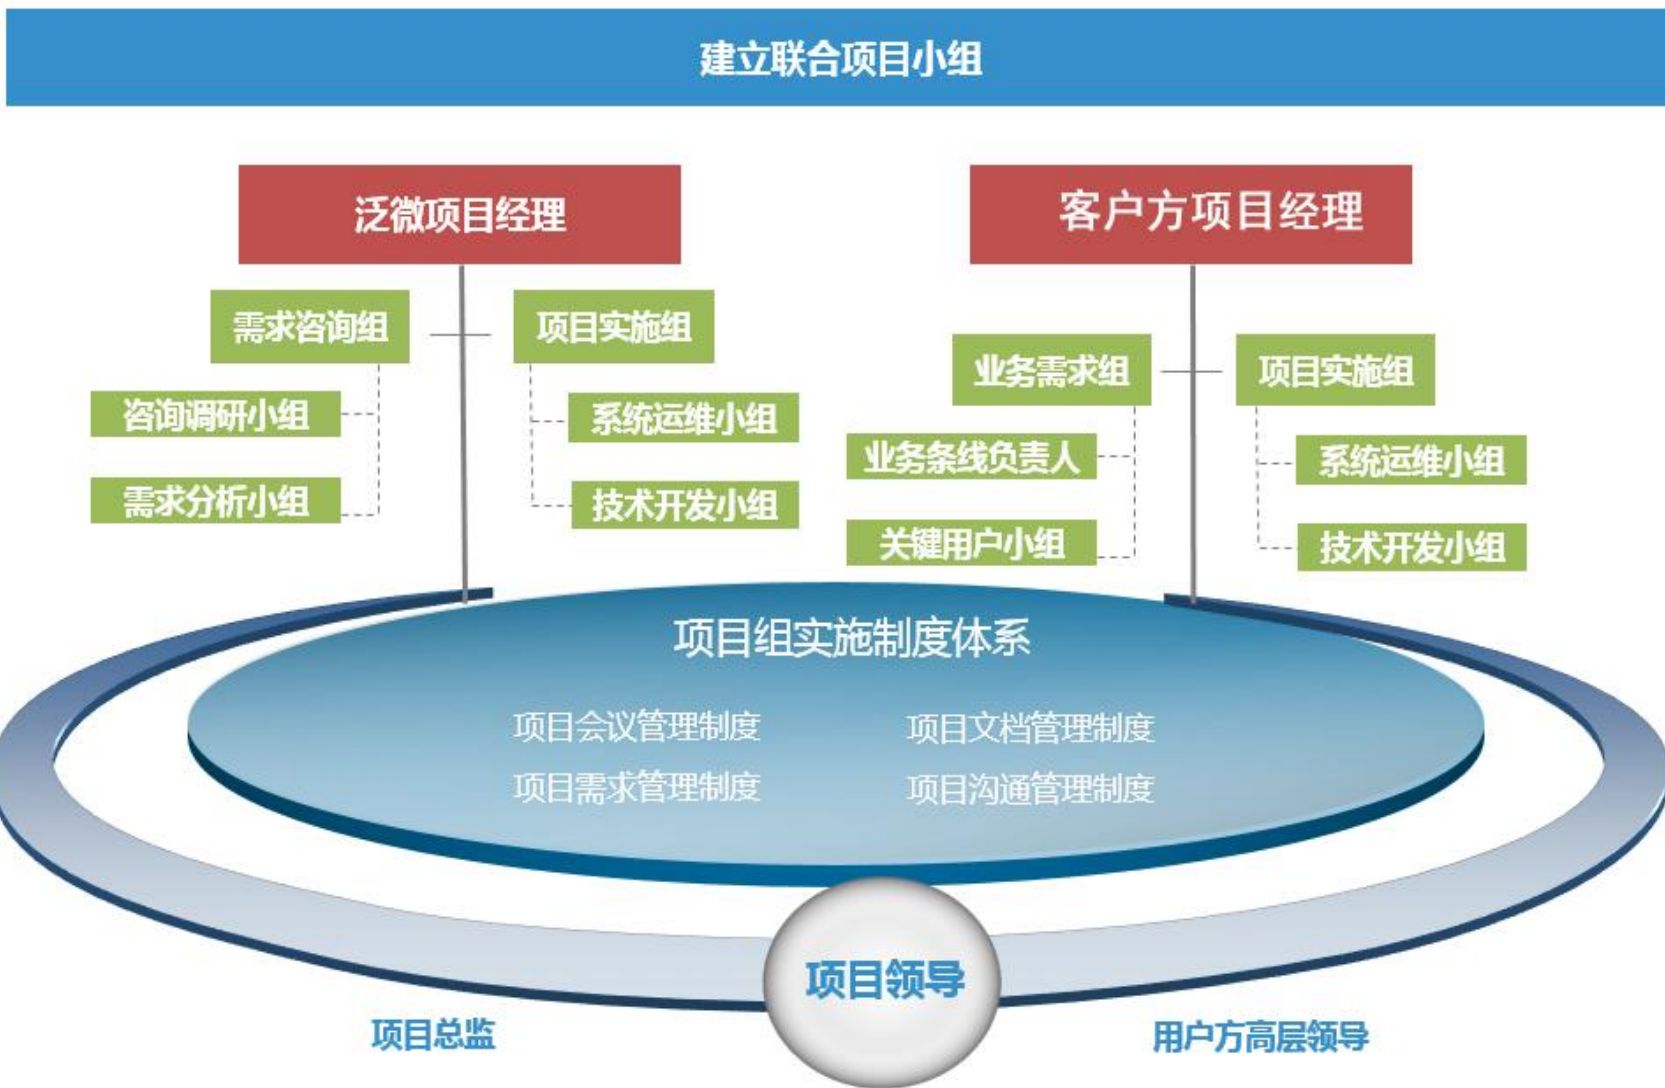 建立联合项目小组
泛微项目经理
客户方项目经理
需求咨询组
项目实施组
咨询调研小组
系统运维小组
需求分析小组
技术开发小组
业务需求组
项目实施组
业务条线负责人
系统运维小组
关键用户小组
技术开发小组
项目组实施制度体系
项目会议管理制度
项目文档管理制度
项目需求管理制度
项目沟通管理制度
项目领导
项目总监
用户方高层领导